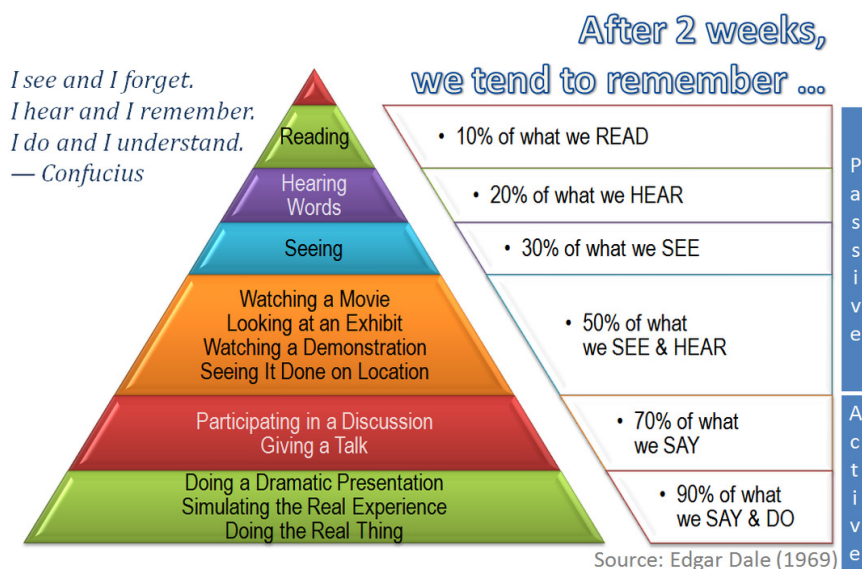 After 2 weeks,
we tend to remember ...
I see and I forget.
I hear and I remember.
I do and I understand.
— Confucius
Reading
• 10% of what we READ
Hearing
Words
• 20% of what we HEAR
Seeing
• 30% of what we SEE
Watching a Movie
Looking at an Exhibit
Watching a Demonstration
Seeing It Done on Location
• 50% of what
we SEE & HEAR
Passive
Participating in a Discussion
Giving a Talk
• 70% of what
we SAY
Doing a Dramatic Presentation
Simulating the Real Experience
Doing the Real Thing
• 90% of what
we SAY & DO
Active
Source: Edgar Dale (1969)